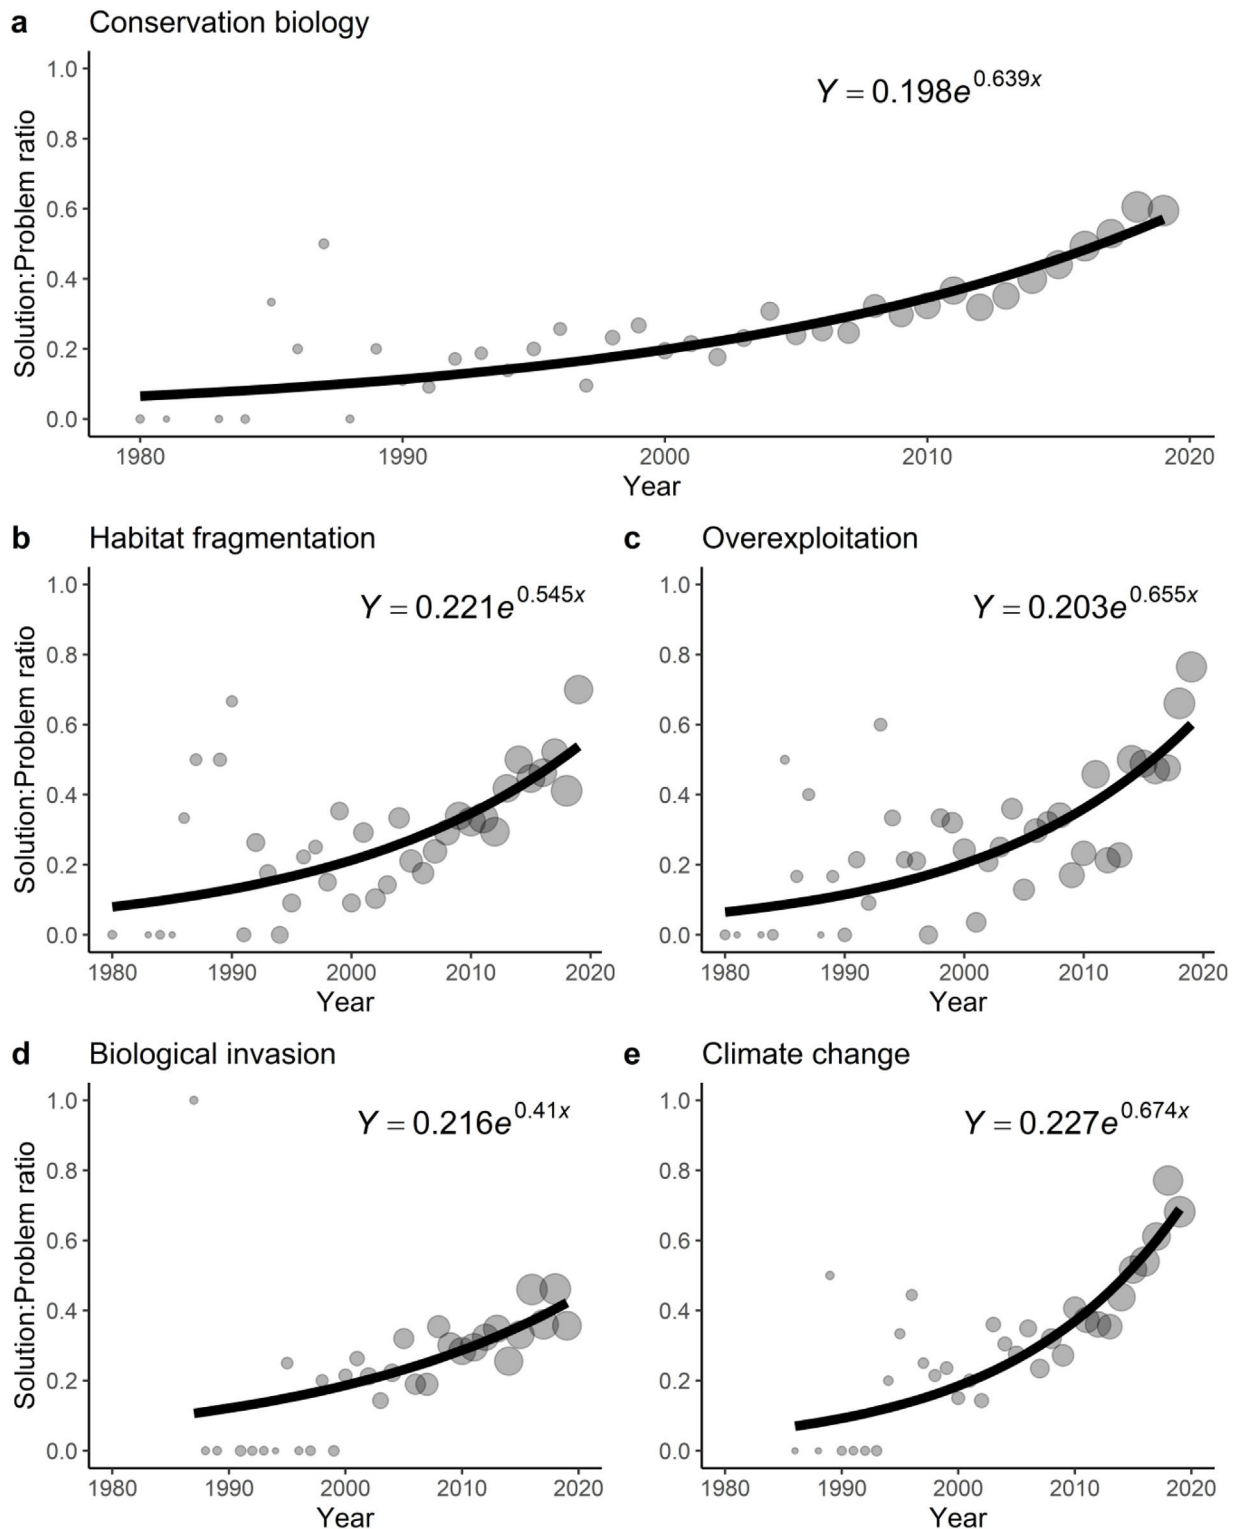 a Conservation biology
1.0
0.8
0.6
0.4
0.2
0.0
Solution:Problem ratio
Y = 0.198e^0.639x
1980 1990 2000 2010 2020
Year
b Habitat fragmentation
1.0
0.8
0.6
0.4
0.2
0.0
Solution:Problem ratio
Y = 0.221e^0.545x
1980 1990 2000 2010 2020
Year
c Overexploitation
1.0
0.8
0.6
0.4
0.2
0.0
Y = 0.203e^0.655x
1980 1990 2000 2010 2020
Year
d Biological invasion
1.0
0.8
0.6
0.4
0.2
0.0
Solution:Problem ratio
Y = 0.216e^0.41x
1980 1990 2000 2010 2020
Year
e Climate change
1.0
0.8
0.6
0.4
0.2
0.0
Y = 0.227e^0.674x
1980 1990 2000 2010 2020
Year